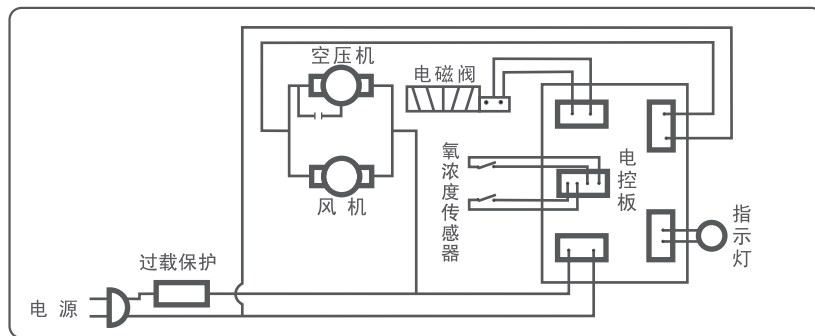 空压机
电磁阀
氧浓度传感器
电控板
风 机
指示灯
过载保护
电 源